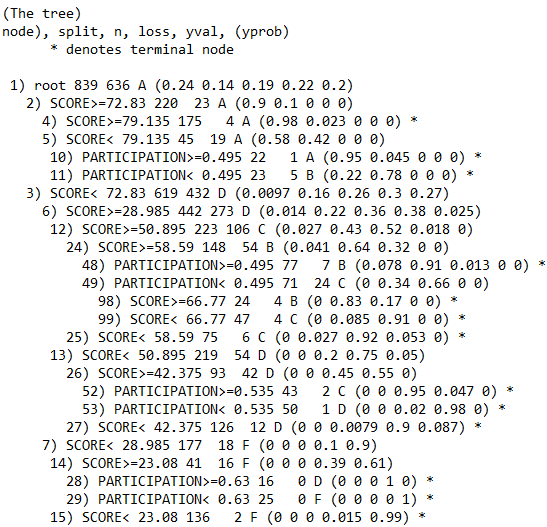 (The tree)
node), split, n, loss, yval, (yprob)
* denotes terminal node
1) root 839 636 A (0.24 0.14 0.19 0.22 0.2)
2) SCORE>=72.83 220 23 A (0.9 0.1 0 0 0)
4) SCORE>=79.135 175 4 A (0.98 0.023 0 0 0) *
5) SCORE< 79.135 45 19 A (0.58 0.42 0 0 0)
10) PARTICIPATION>=0.495 22 1 A (0.95 0.045 0 0 0) *
11) PARTICIPATION< 0.495 23 5 B (0.22 0.78 0 0 0) *
3) SCORE< 72.83 619 432 D (0.0097 0.16 0.26 0.3 0.27)
6) SCORE>=28.985 442 273 D (0.014 0.22 0.36 0.38 0.025)
12) SCORE>=50.895 223 106 C (0.027 0.43 0.52 0.018 0)
24) SCORE>=58.59 148 54 B (0.041 0.64 0.32 0 0)
48) PARTICIPATION>=0.495 77 7 B (0.078 0.91 0.013 0 0) *
49) PARTICIPATION< 0.495 71 24 C (0 0.34 0.66 0 0)
98) SCORE>=66.77 24 4 B (0 0.83 0.17 0 0) *
99) SCORE< 66.77 47 4 C (0 0.085 0.91 0 0) *
25) SCORE< 58.59 75 6 C (0 0.027 0.92 0.053 0) *
13) SCORE< 50.895 219 54 D (0 0 0.2 0.75 0.05)
26) SCORE>=42.375 93 42 D (0 0 0.45 0.55 0)
52) PARTICIPATION>=0.535 43 2 C (0 0 0.95 0.047 0) *
53) PARTICIPATION< 0.535 50 1 D (0 0 0.02 0.98 0) *
27) SCORE< 42.375 126 12 D (0 0 0.0079 0.9 0.087) *
7) SCORE< 28.985 177 18 F (0 0 0 0.1 0.9)
14) SCORE>=23.08 41 16 F (0 0 0 0.39 0.61)
28) PARTICIPATION>=0.63 16 0 D (0 0 0 1 0) *
29) PARTICIPATION< 0.63 25 0 F (0 0 0 0 1) *
15) SCORE< 23.08 136 2 F (0 0 0 0.015 0.99) *